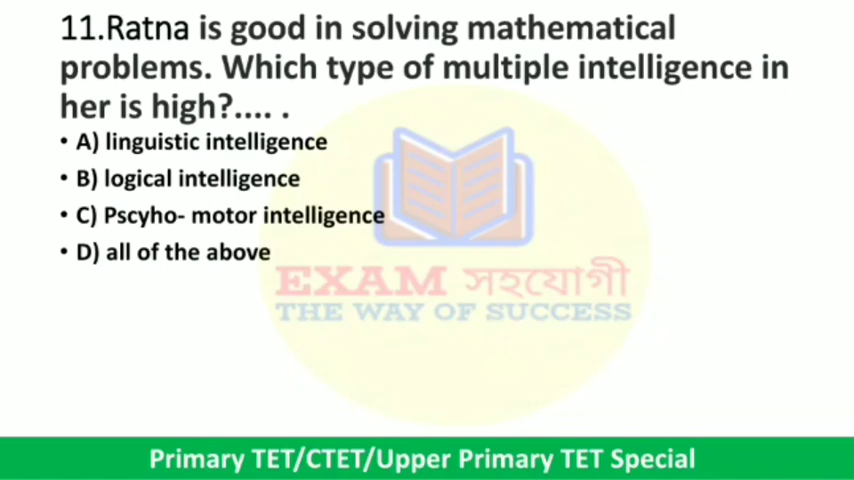 11.Ratna is good in solving mathematical
problems. Which type of multiple intelligence in
her is high?.... .
• A) linguistic intelligence
• B) logical intelligence
• C) Pscyho- motor intelligence
• D) all of the above
EXAM সহযোগী
THE WAY OF SUCCESS
Primary TET/CTET/Upper Primary TET Special